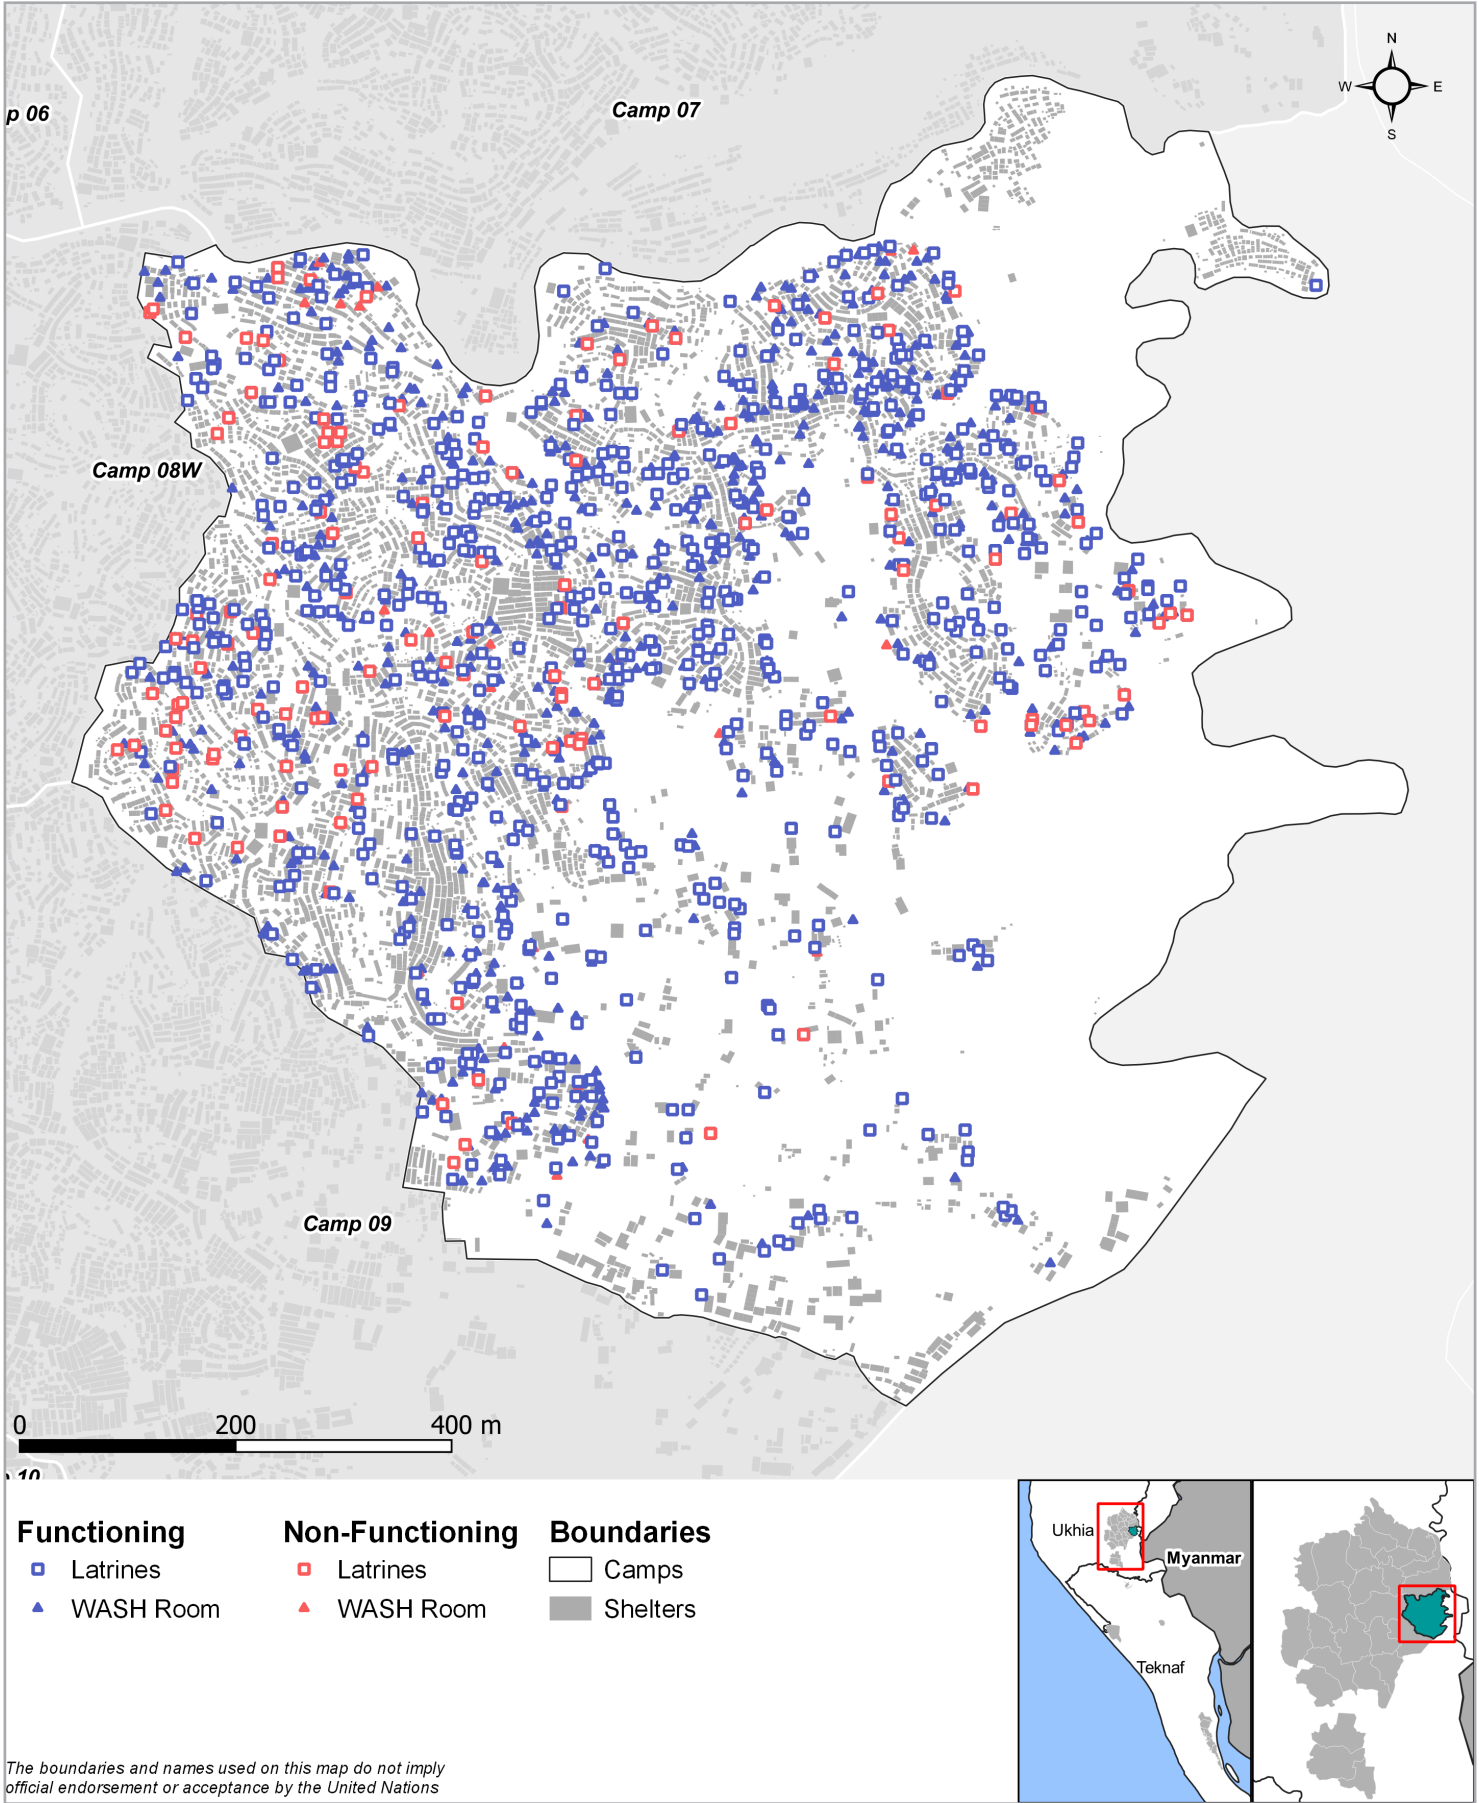 N
W E
S
Camp 07
p 06
Camp 08W
Camp 09
0 200 400 m
10
Functioning
Latrines
WASH Room
Non-Functioning
Latrines
WASH Room
Boundaries
Camps
Shelters
Ukhia
Myanmar
Teknaf
The boundaries and names used on this map do not imply
official endorsement or acceptance by the United Nations